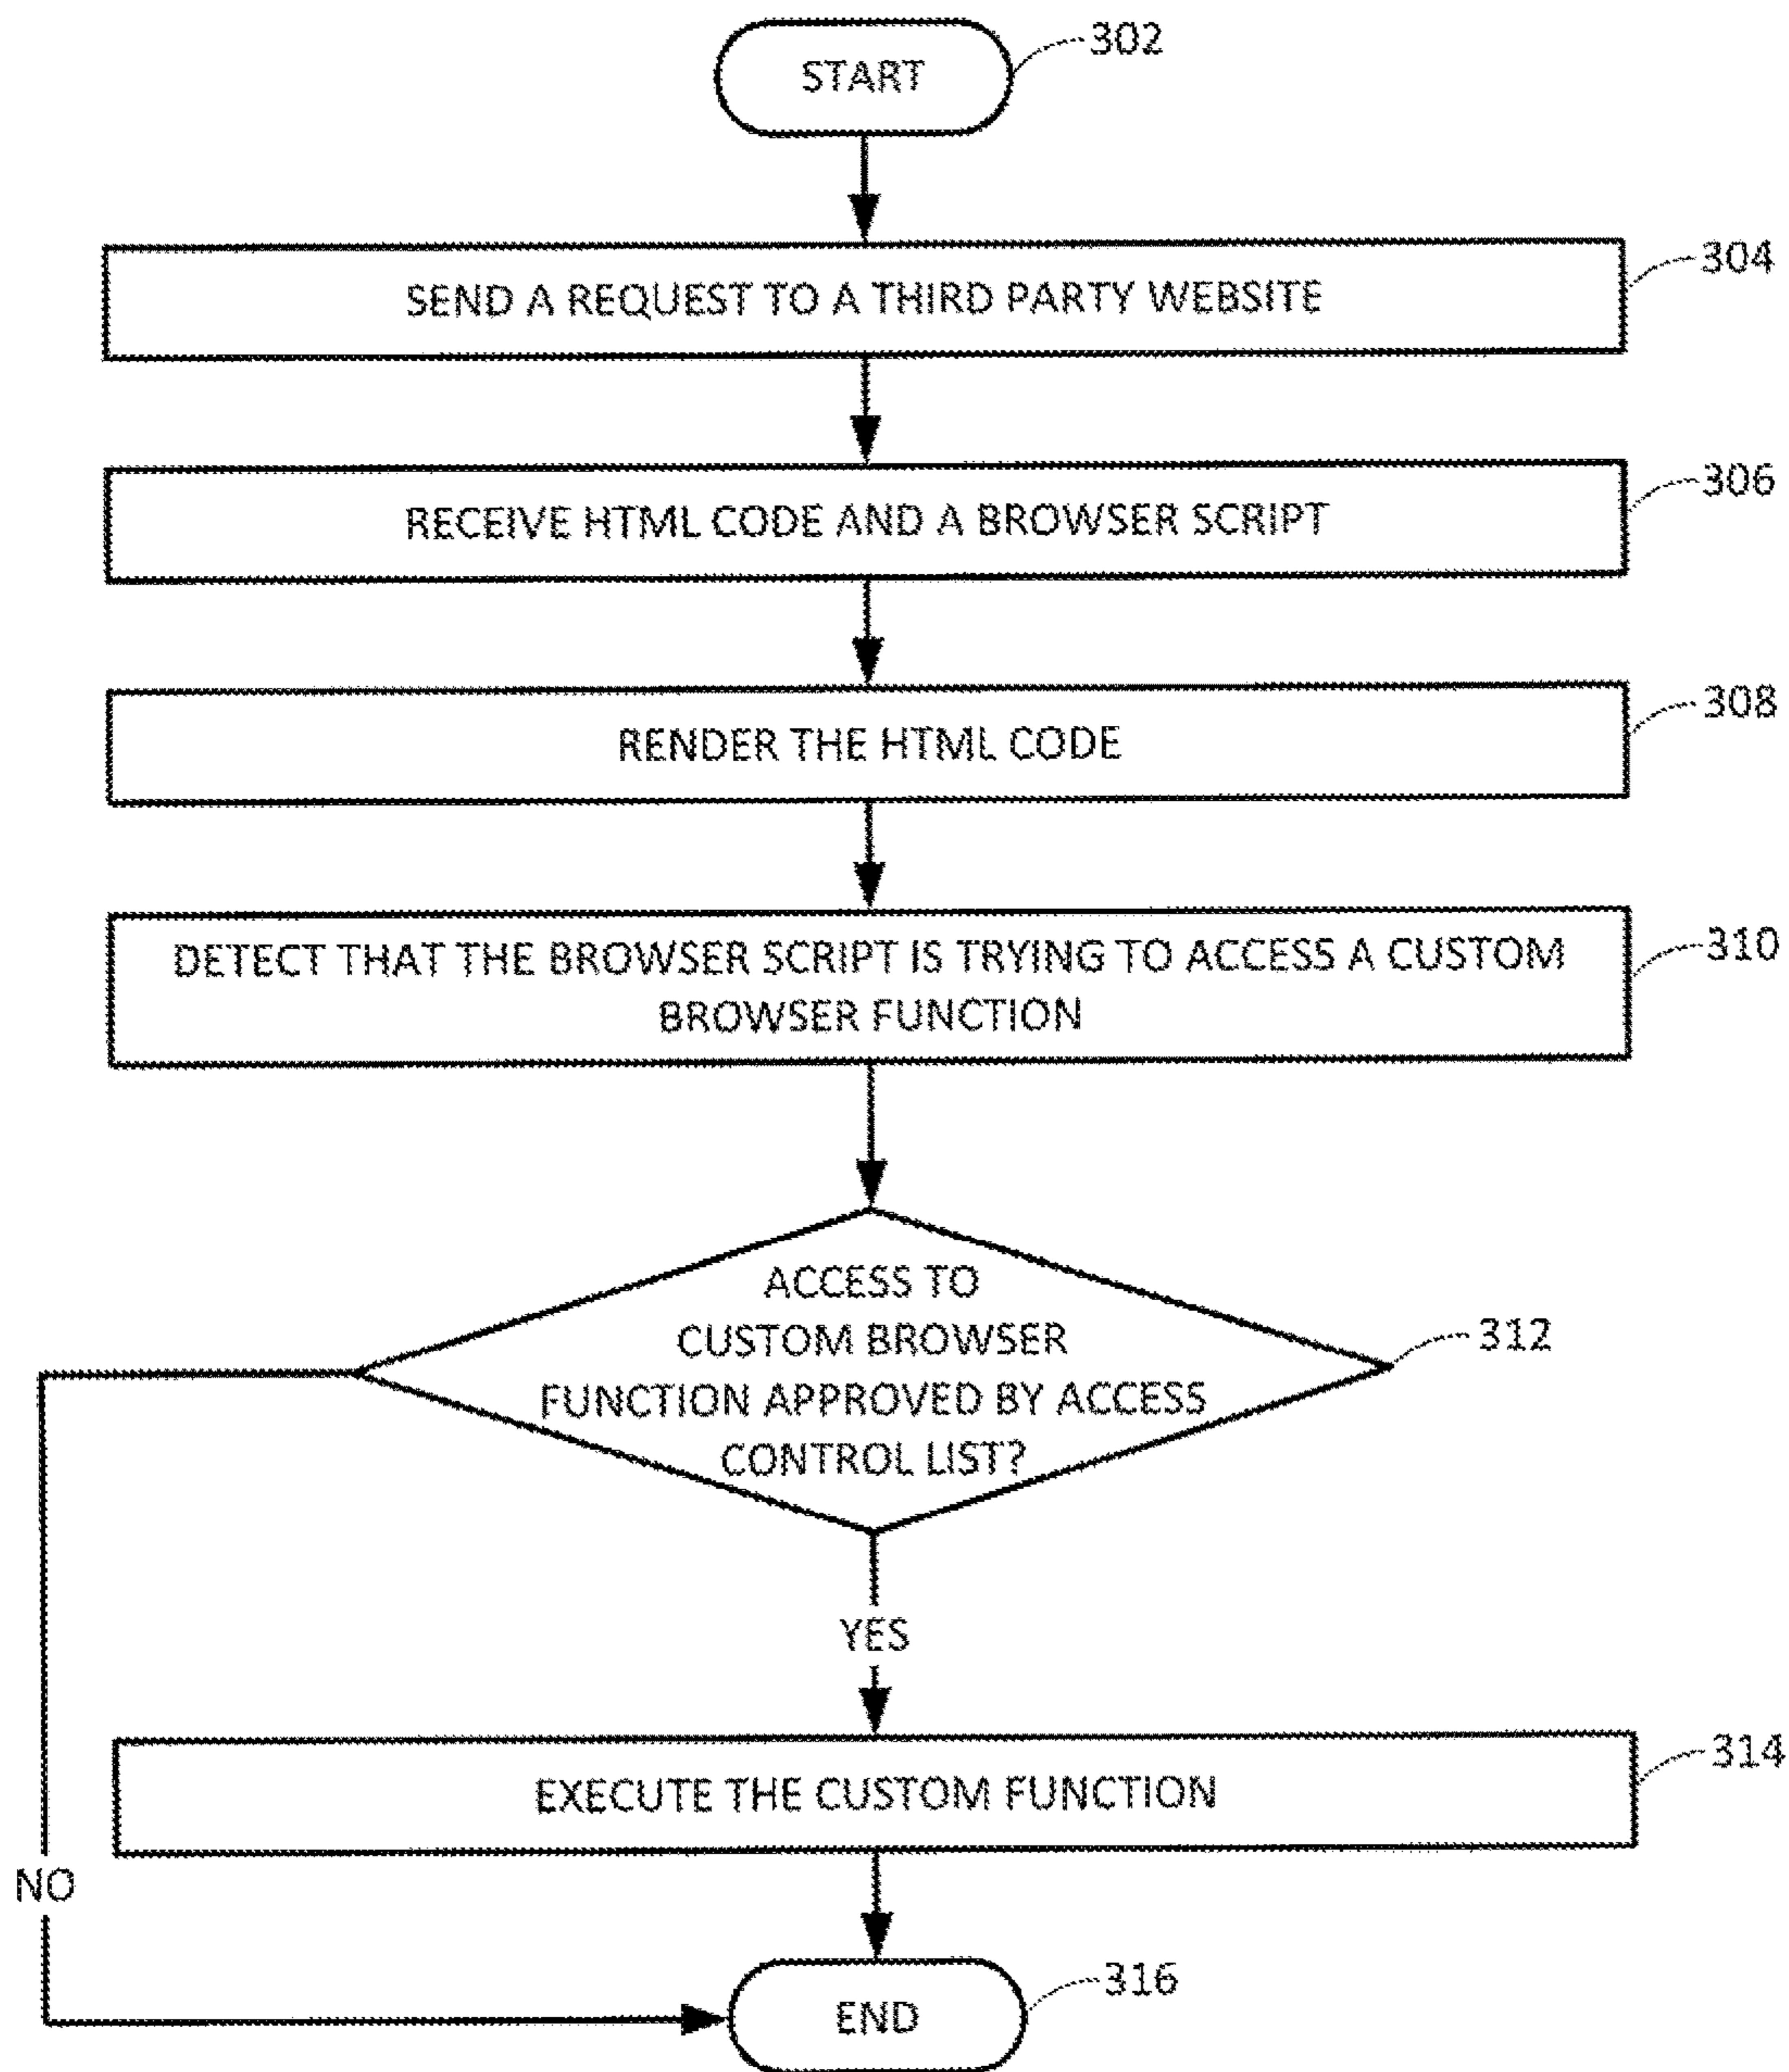 START
302
SEND A REQUEST TO A THIRD PARTY WEBSITE
304
RECEIVE HTML CODE AND A BROWSER SCRIPT
306
RENDER THE HTML CODE
308
DETECT THAT THE BROWSER SCRIPT IS TRYING TO ACCESS A CUSTOM
BROWSER FUNCTION
310
ACCESS TO
CUSTOM BROWSER
FUNCTION APPROVED BY ACCESS
CONTROL LIST?
312
YES
EXECUTE THE CUSTOM FUNCTION
314
NO
END
316